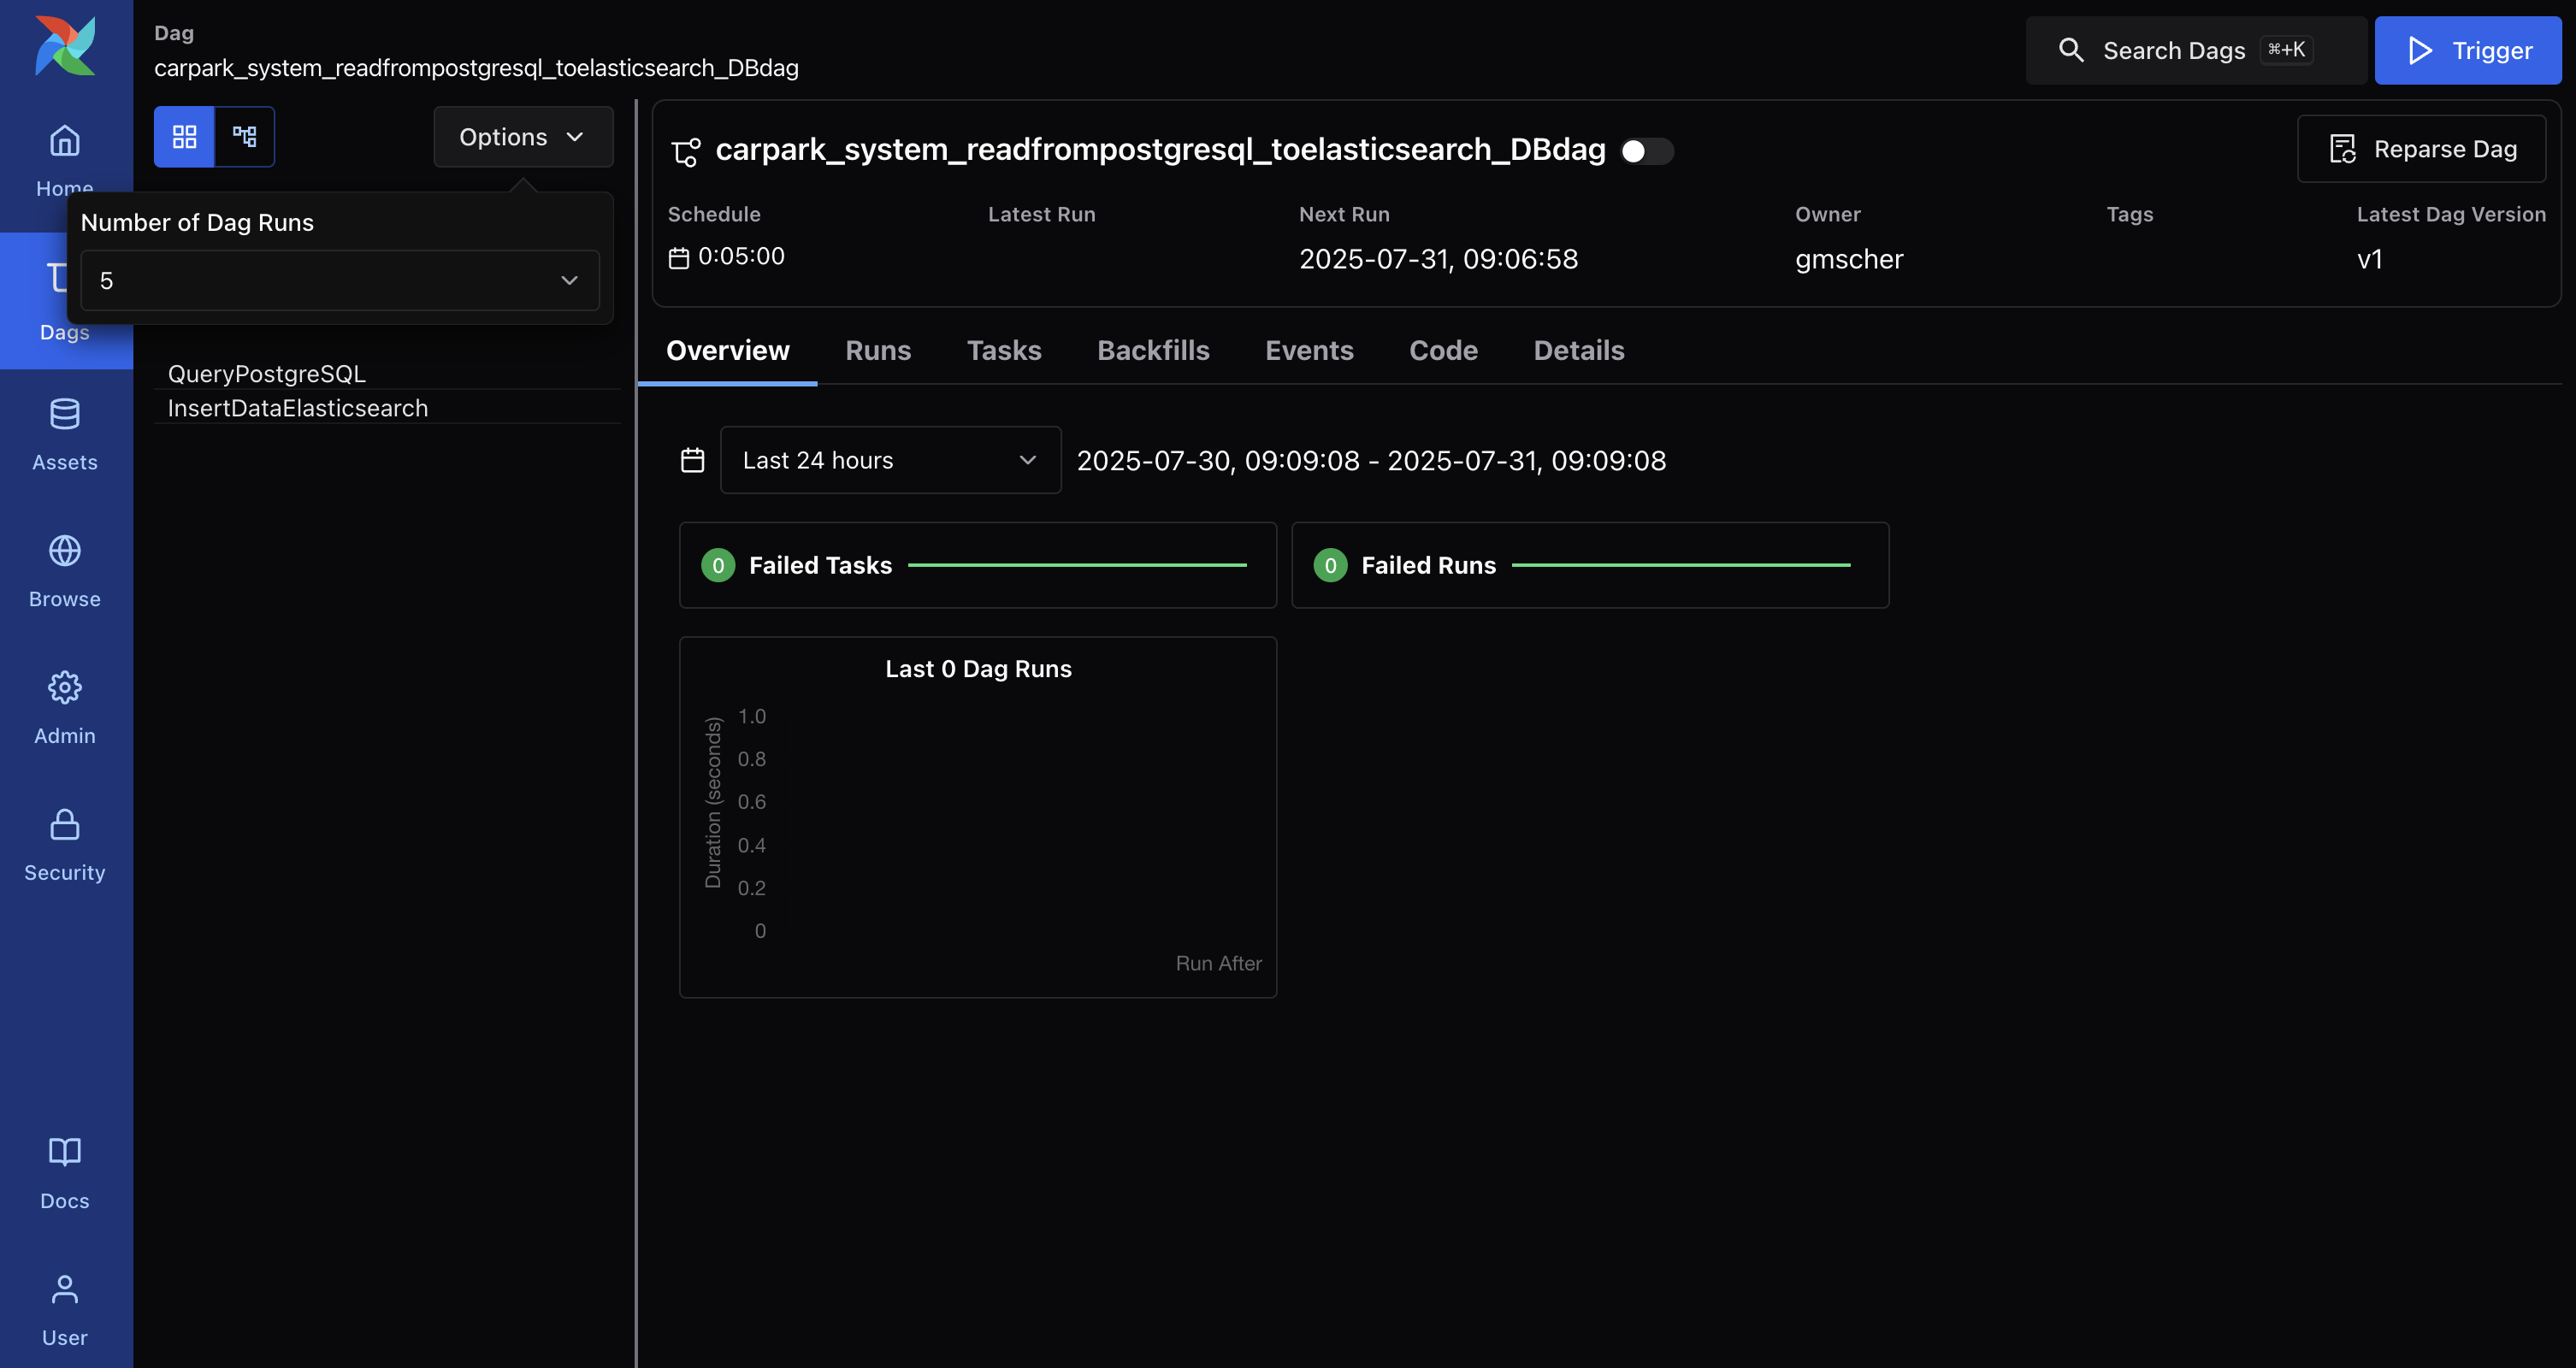 Dag
carpark_system_readfrompostgresql_toelasticsearch_DBdag
Search Dags ⌘+K
Trigger
Home
Dags
Assets
Browse
Admin
Security
Docs
User
Options
Number of Dag Runs
5
QueryPostgreSQL
InsertDataElasticsearch
carpark_system_readfrompostgresql_toelasticsearch_DBdag
Reparse Dag
Schedule Latest Run Next Run Owner Tags Latest Dag Version
0:05:00 2025-07-31, 09:06:58 gmscher v1
Overview Runs Tasks Backfills Events Code Details
Last 24 hours 2025-07-30, 09:09:08 - 2025-07-31, 09:09:08
0 Failed Tasks
0 Failed Runs
Last 0 Dag Runs
Duration (seconds)
1.0
0.8
0.6
0.4
0.2
0
Run After